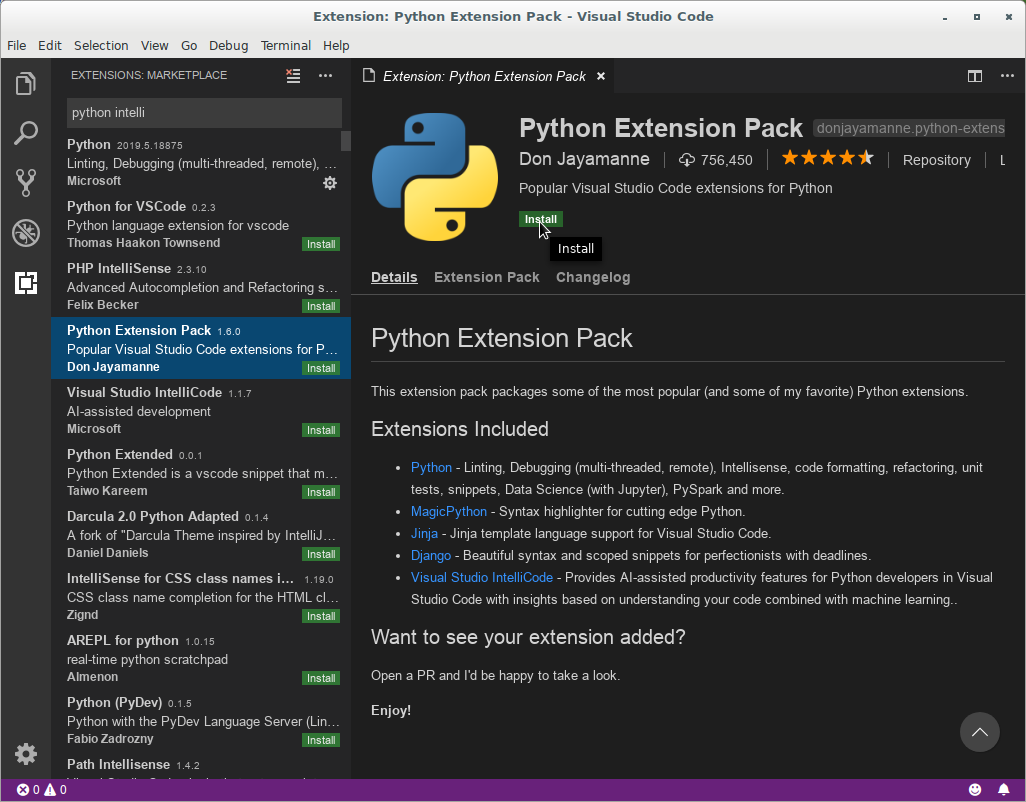 Extension: Python Extension Pack - Visual Studio Code
File Edit Selection View Go Debug Terminal Help
EXTENSIONS: MARKETPLACE
python intelli
Python 2019.5.18875
Linting, Debugging (multi-threaded, remote), ...
Microsoft
Python for VSCode 0.2.3
Python language extension for vscode
Thomas Haakon Townsend Install
PHP IntelliSense 2.3.10
Advanced Autocompletion and Refactoring s...
Felix Becker Install
Python Extension Pack 1.6.0
Popular Visual Studio Code extensions for P...
Don Jayamanne Install
Visual Studio IntelliCode 1.1.7
AI-assisted development
Microsoft Install
Python Extended 0.0.1
Python Extended is a vscode snippet that m...
Taiwo Kareem Install
Darcula 2.0 Python Adapted 0.1.4
A fork of "Darcula Theme inspired by IntelliJ...
Daniel Daniels Install
IntelliSense for CSS class names i... 1.19.0
CSS class name completion for the HTML cl...
Zignd Install
AREPL for python 1.0.15
real-time python scratchpad
Almenon Install
Python (PyDev) 0.1.5
Python with the PyDev Language Server (Lin...
Fabio Zadrozny Install
Path Intellisense 1.4.2
Extension: Python Extension Pack
Python Extension Pack donjayamanne.python-extens
Don Jayamanne 756,450 Repository L
Popular Visual Studio Code extensions for Python
Install
Install
Details Extension Pack Changelog
Python Extension Pack
This extension pack packages some of the most popular (and some of my favorite) Python extensions.
Extensions Included
• Python - Linting, Debugging (multi-threaded, remote), Intellisense, code formatting, refactoring, unit
tests, snippets, Data Science (with Jupyter), PySpark and more.
• MagicPython - Syntax highlighter for cutting edge Python.
• Jinja - Jinja template language support for Visual Studio Code.
• Django - Beautiful syntax and scoped snippets for perfectionists with deadlines.
• Visual Studio IntelliCode - Provides AI-assisted productivity features for Python developers in Visual
Studio Code with insights based on understanding your code combined with machine learning..
Want to see your extension added?
Open a PR and I'd be happy to take a look.
Enjoy!
0 0